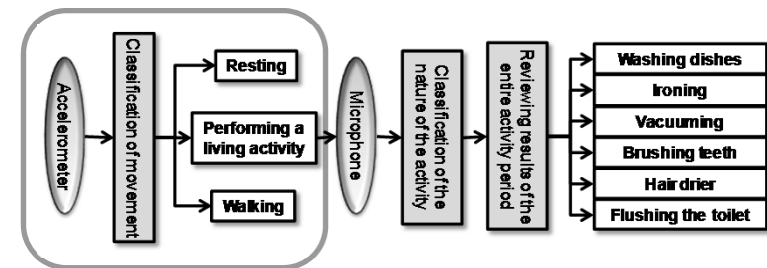 Accelerometer
Classification of movement
Resting
Performing a
living activity
Walking
Microphone
Classification of the
nature of the activity
Reviewing results of the
entire activity period
Washing dishes
Ironing
Vacuuming
Brushing teeth
Hair drier
Flushing the toilet